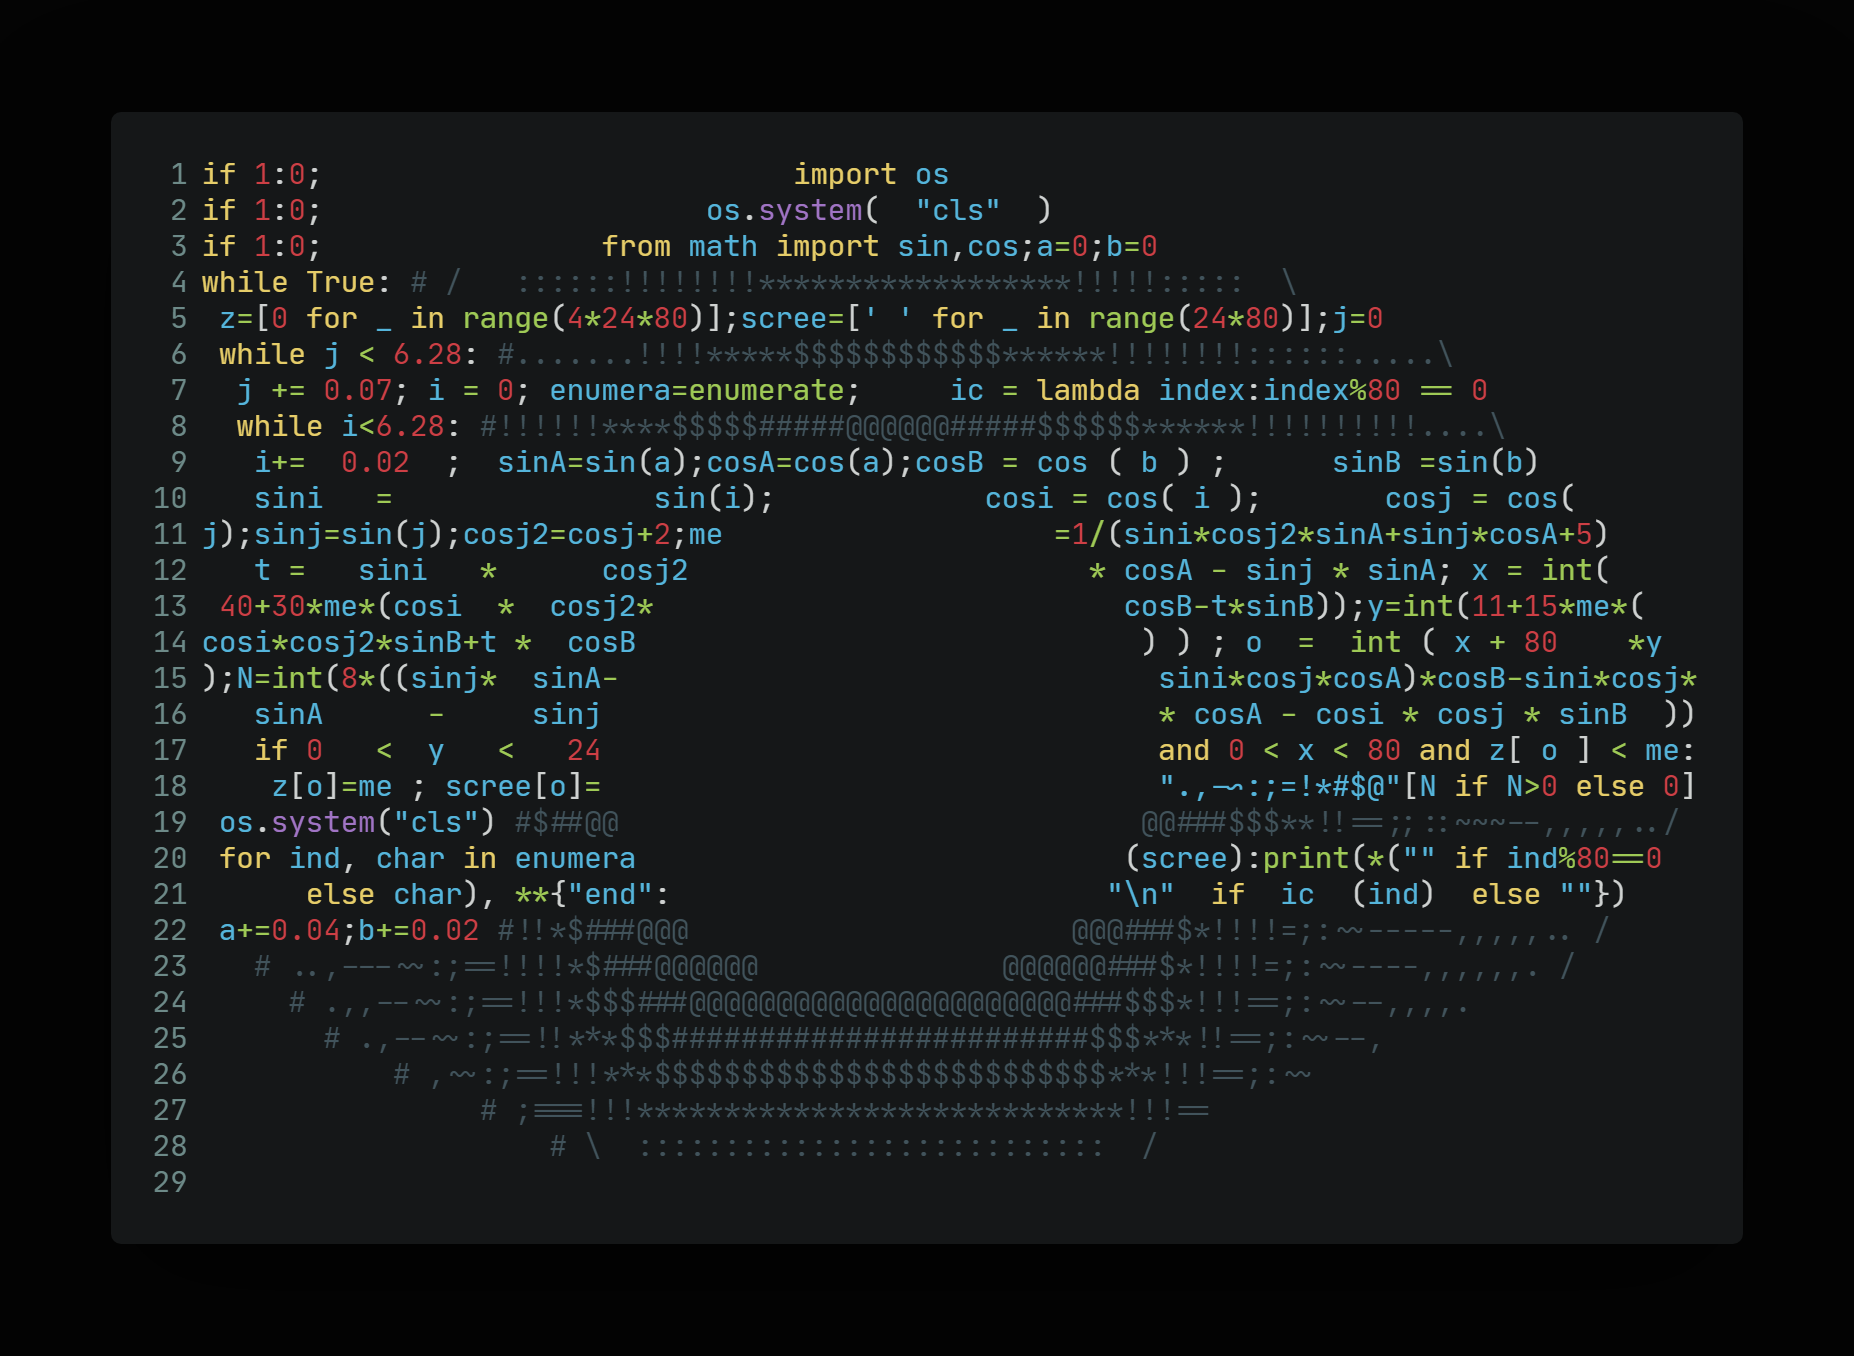 1 if 1:0;                           import os
2 if 1:0;                      os.system(  "cls"  )
3 if 1:0;                from math import sin,cos;a=0;b=0
4 while True: # /   ::::::!!!!!!!!******************!!!!!:::::  \
5  z=[0 for _ in range(4*24*80)];scree=[' ' for _ in range(24*80)];j=0
6  while j < 6.28: #.......!!!!*****$$$$$$$$$$$$******!!!!!!!!::::::.....\
7   j += 0.07; i = 0; enumera=enumerate;     ic = lambda index:index%80 == 0
8   while i<6.28: #!!!!!!****$$$$$#####@@@@@@#####$$$$$$******!!!!!!!!!!....\
9    i+=  0.02  ;  sinA=sin(a);cosA=cos(a);cosB = cos ( b ) ;      sinB =sin(b)
10    sini   =               sin(i);            cosi = cos( i );       cosj = cos(
11 j);sinj=sin(j);cosj2=cosj+2;me                   =1/(sini*cosj2*sinA+sinj*cosA+5)
12    t =   sini   *      cosj2                       * cosA - sinj * sinA; x = int(
13  40+30*me*(cosi  *  cosj2*                           cosB-t*sinB));y=int(11+15*me*(
14 cosi*cosj2*sinB+t *  cosB                             ) ) ; o  =  int ( x + 80    *y
15 );N=int(8*((sinj*  sinA-                               sini*cosj*cosA)*cosB-sini*cosj*
16    sinA      -     sinj                                * cosA - cosi * cosj * sinB  ))
17    if 0   <  y   <   24                                and 0 < x < 80 and z[ o ] < me:
18     z[o]=me ; scree[o]=                                ".,-~:;=!*#$@"[N if N>0 else 0]
19  os.system("cls") #$##@@                              @@###$$$**!!==;;::~~~--,,,,,../
20  for ind, char in enumera                            (scree):print(*("" if ind%80==0
21       else char), **{"end":                         "\n"  if  ic  (ind)  else ""})
22  a+=0.04;b+=0.02 #!!*$###@@@                      @@@###$*!!!!=;:~~-----,,,,,.. /
23    # ..,---~~:;==!!!!*$###@@@@@@              @@@@@@###$*!!!!=;:~~----,,,,,,. /
24      # .,,--~~:;==!!!*$$$###@@@@@@@@@@@@@@@@@@@@@@###$$$*!!!==;:~~--,,,,.
25        # .,--~~:;==!!***$$$########################$$$***!!==;:~~--,
26            # ,~~:;==!!!***$$$$$$$$$$$$$$$$$$$$$$$$$$***!!!==;:~~
27                 # ;===!!!****************************!!!==
28                     # \  :::::::::::::::::::::::::::  /
29